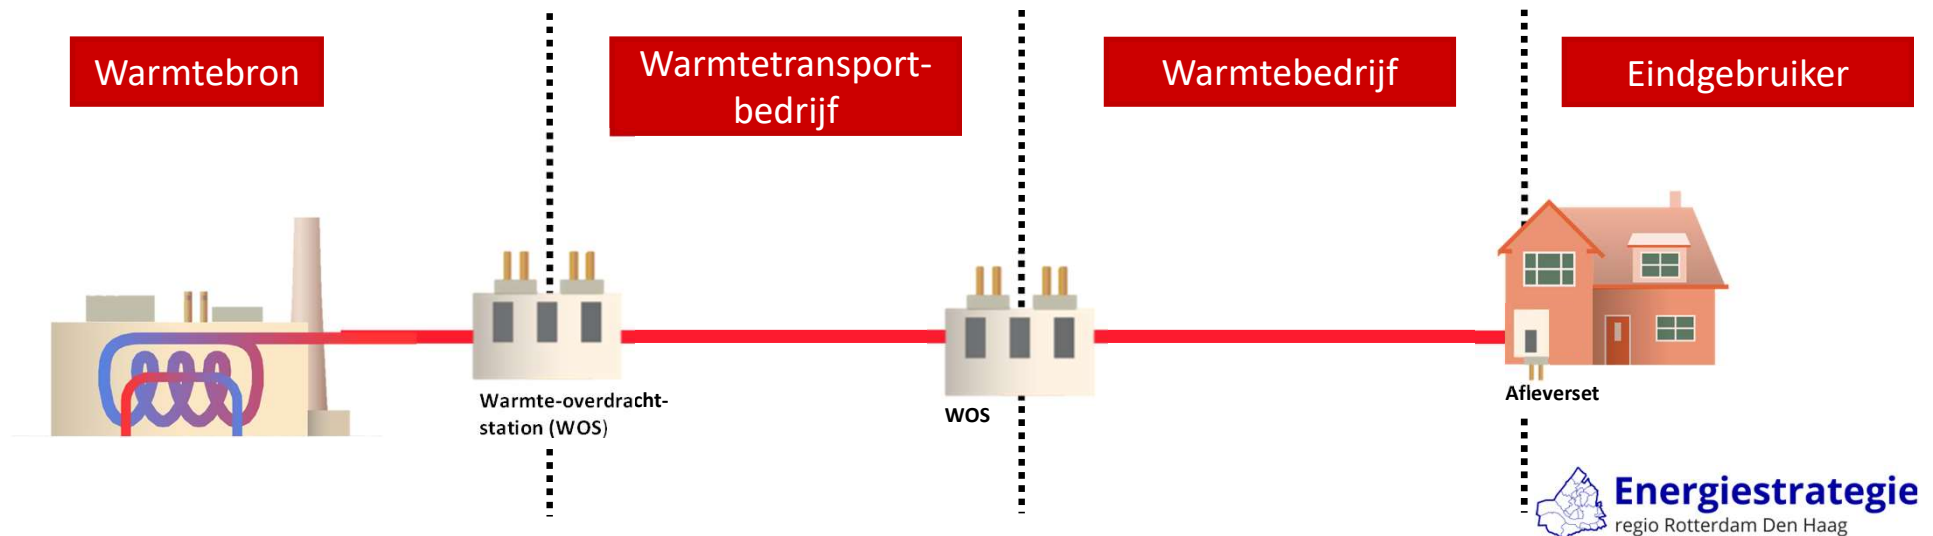 Warmtebron
Warmtetransport-
bedrijf
Warmtebedrijf
Eindgebruiker
Warmte-overdracht-
station (WOS)
WOS
Afleverset
Energiestrategie
regio Rotterdam Den Haag